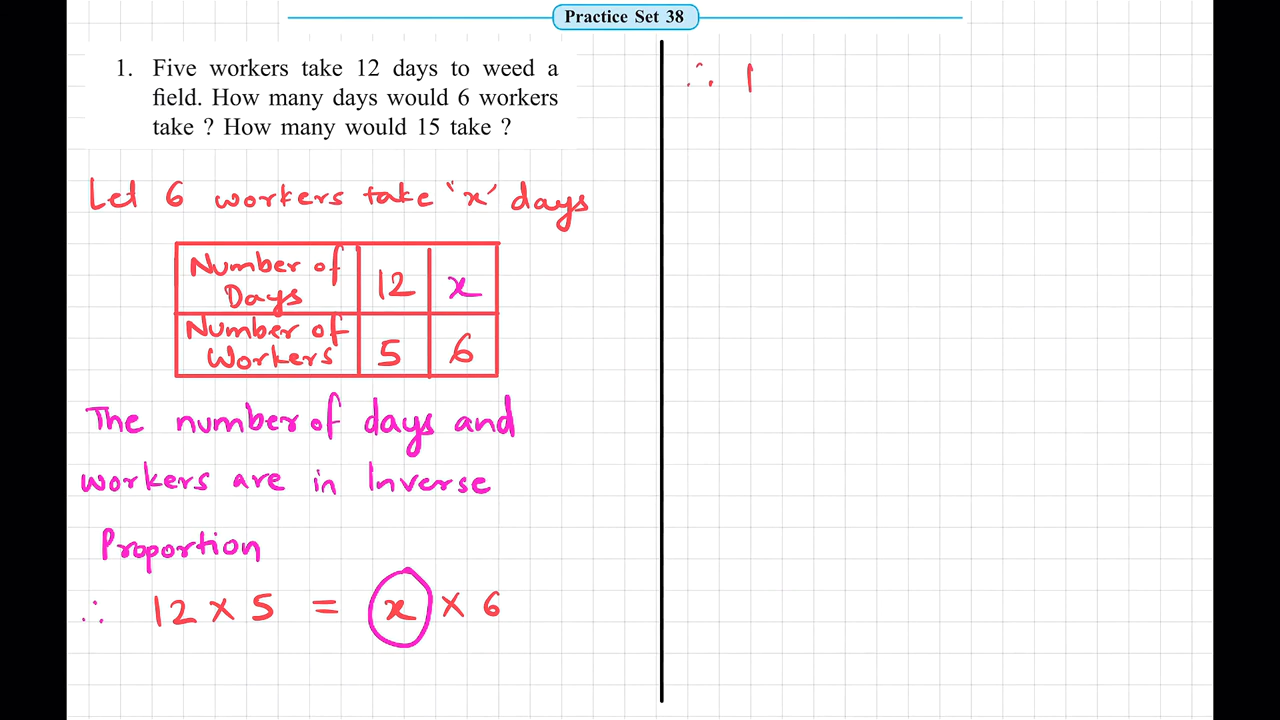 Practice Set 38
1. Five workers take 12 days to weed a
field. How many days would 6 workers
take ? How many would 15 take ?
Let 6 workers take 'x' days
Number of Days 12 x
Number of Workers 5 6
The number of days and
workers are in Inverse
Proportion
∴ 12 × 5 = x × 6
∴ 1